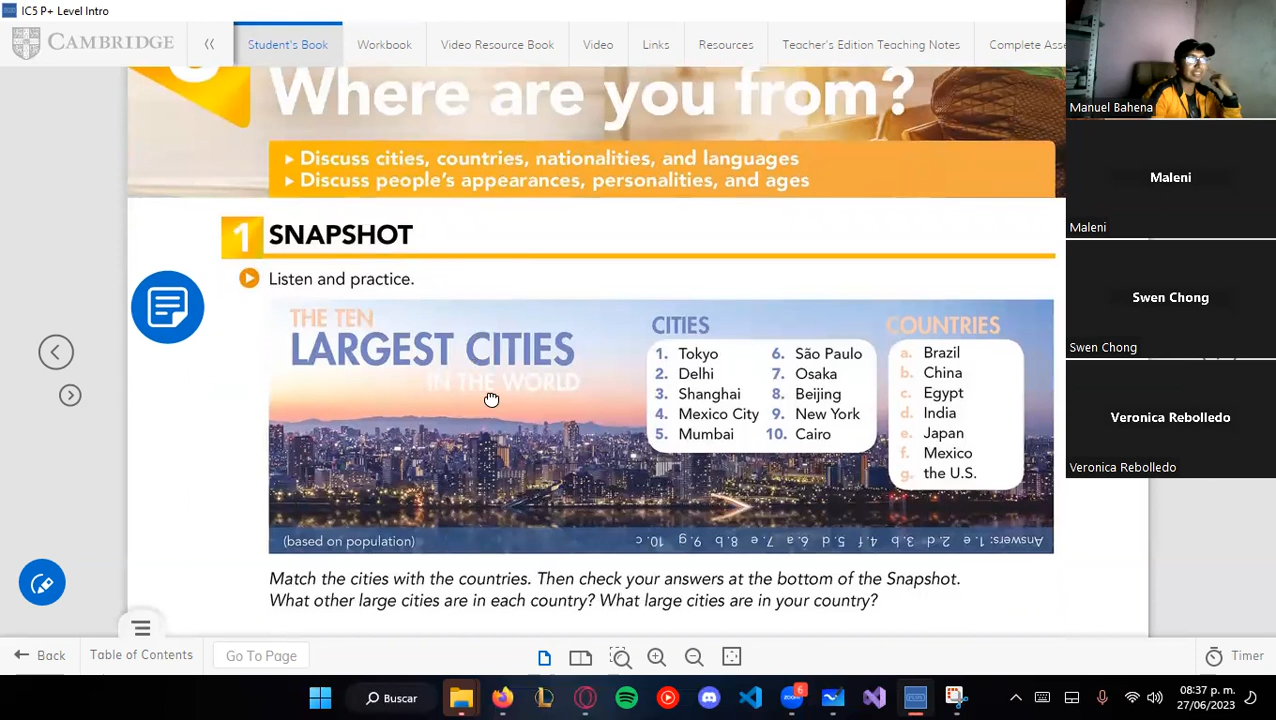 IC5 P+ Level Intro
CAMBRIDGE
Student's Book
Workbook
Video Resource Book
Video
Links
Resources
Teacher's Edition Teaching Notes
Complete Asse
Where are you from?
▸ Discuss cities, countries, nationalities, and languages
▸ Discuss people's appearances, personalities, and ages
1 SNAPSHOT
Listen and practice.
THE TEN
LARGEST CITIES
IN THE WORLD
CITIES
1. Tokyo
2. Delhi
3. Shanghai
4. Mexico City
5. Mumbai
6. São Paulo
7. Osaka
8. Beijing
9. New York
10. Cairo
COUNTRIES
a. Brazil
b. China
c. Egypt
d. India
e. Japan
f. Mexico
g. the U.S.
(based on population)
Answers: 1. e 2. d 3. b 4. f 5. d 6. a 7. e 8. b 9. g 10. c
Match the cities with the countries. Then check your answers at the bottom of the Snapshot.
What other large cities are in each country? What large cities are in your country?
Manuel Bahena
Maleni
Maleni
Swen Chong
Swen Chong
Veronica Rebolledo
Veronica Rebolledo
Back
Table of Contents
Go To Page
Timer
Buscar
6
08:37 p. m.
27/06/2023